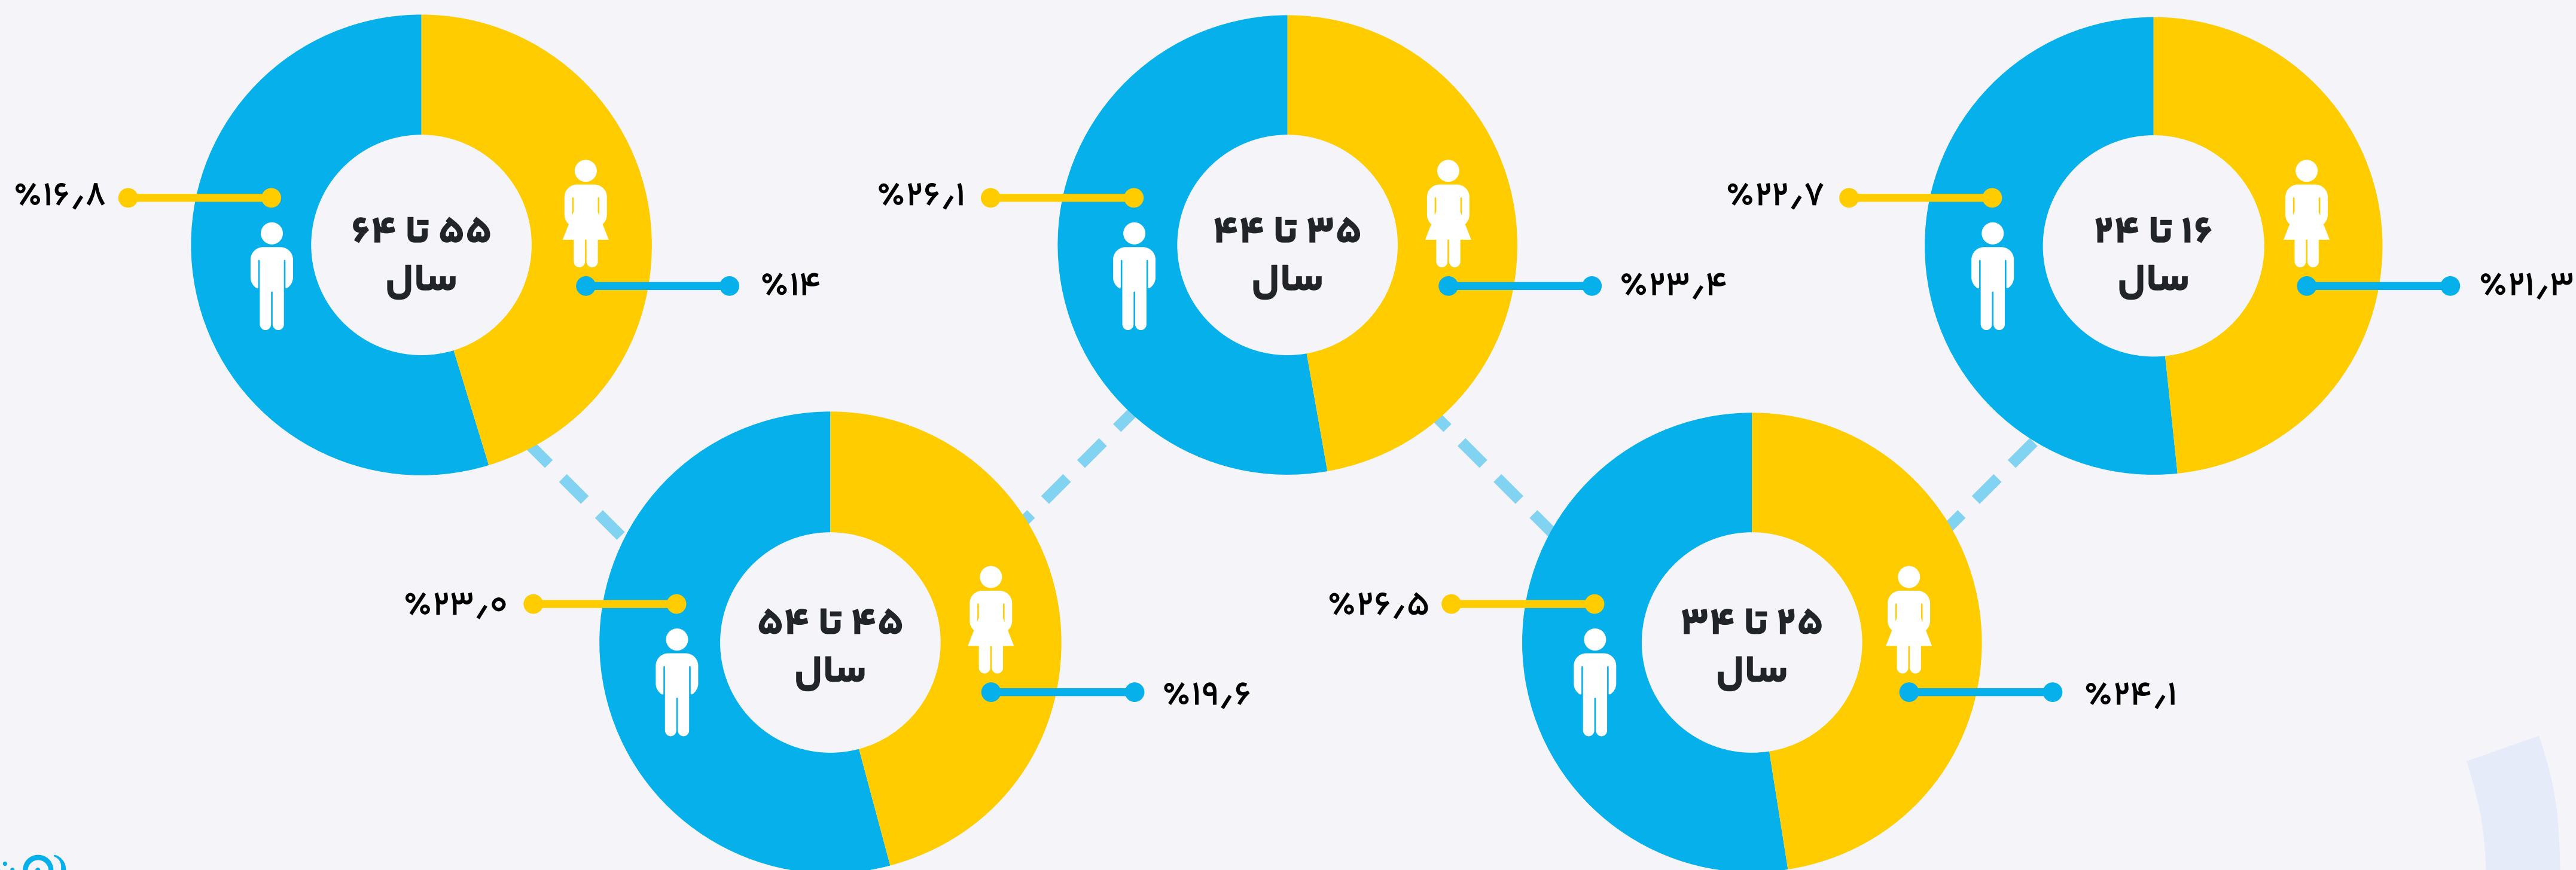 ۱۶ تا ۲۴
سال
%۲۲٫۷
%۲۱٫۳
۲۵ تا ۳۴
سال
%۲۶٫۵
%۲۴٫۱
۳۵ تا ۴۴
سال
%۲۶٫۱
%۲۳٫۴
۴۵ تا ۵۴
سال
%۲۳٫۰
%۱۹٫۶
۵۵ تا ۶۴
سال
%۱۶٫۸
%۱۴